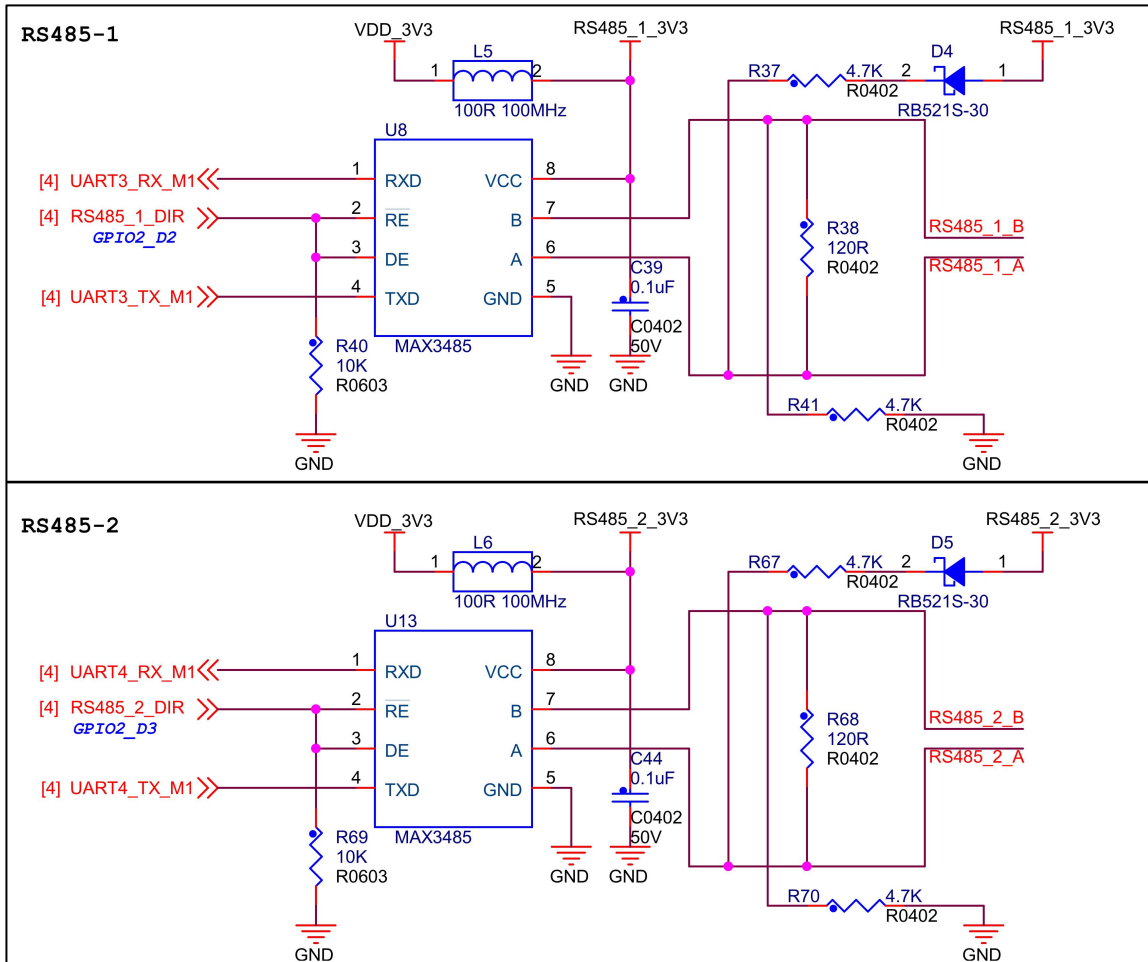 RS485-1
VDD_3V3
RS485_1_3V3
RS485_1_3V3
L5
1 2
100R 100MHz
R37 4.7K
R0402
D4
2 1
RB521S-30
U8
[4] UART3_RX_M1 1 RXD VCC 8
[4] RS485_1_DIR 2 RE B 7
GPIO2_D2
3 DE A 6
[4] UART3_TX_M1 4 TXD GND 5
MAX3485
R38
120R
R0402
RS485_1_B
RS485_1_A
C39
0.1uF
C0402
50V
R40
10K
R0603
GND
GND
GND
R41 4.7K
R0402
GND
RS485-2
VDD_3V3
RS485_2_3V3
RS485_2_3V3
L6
1 2
100R 100MHz
R67 4.7K
R0402
D5
2 1
RB521S-30
U13
[4] UART4_RX_M1 1 RXD VCC 8
[4] RS485_2_DIR 2 RE B 7
GPIO2_D3
3 DE A 6
[4] UART4_TX_M1 4 TXD GND 5
MAX3485
R68
120R
R0402
RS485_2_B
RS485_2_A
C44
0.1uF
C0402
50V
R69
10K
R0603
GND
GND
GND
R70 4.7K
R0402
GND